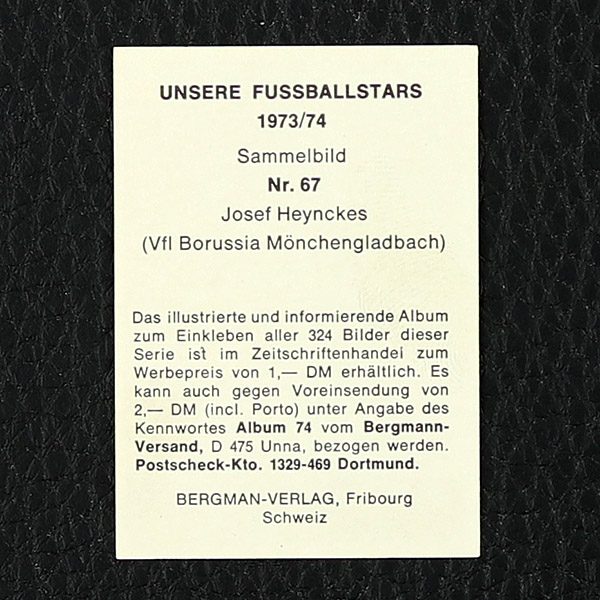 UNSERE FUSSBALLSTARS
1973/74
Sammelbild
Nr. 67
Josef Heynckes
(Vfl Borussia Mönchengladbach)
Das illustrierte und informierende Album
zum Einkleben aller 324 Bilder dieser
Serie ist im Zeitschriftenhandel zum
Werbepreis von 1,— DM erhältlich. Es
kann auch gegen Voreinsendung von
2,— DM (incl. Porto) unter Angabe des
Kennwortes Album 74 vom Bergmann-
Versand, D 475 Unna, bezogen werden.
Postscheck-Kto. 1329-469 Dortmund.
BERGMAN-VERLAG, Fribourg
Schweiz